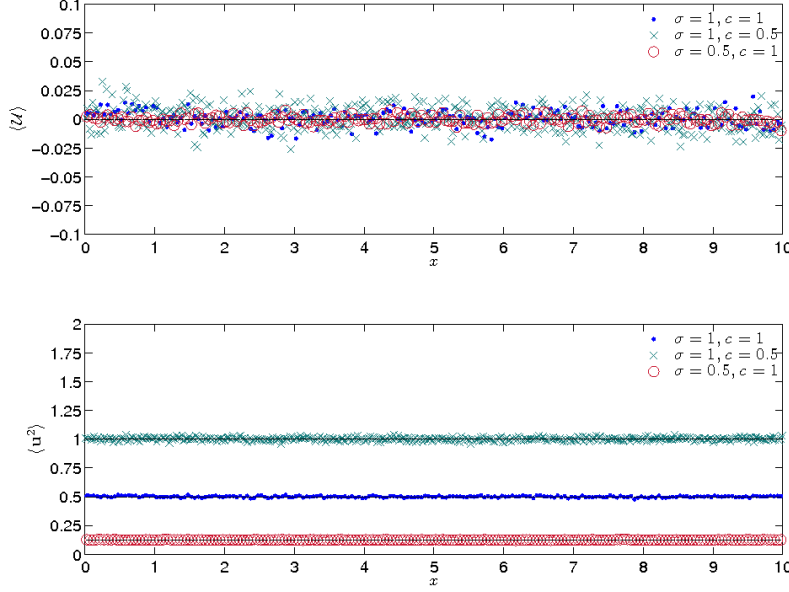 0.1
0.075
0.05
0.025
0
−0.025
−0.05
−0.075
−0.1
⟨𝒰⟩
σ = 1, c = 1
σ = 1, c = 0.5
σ = 0.5, c = 1
0 1 2 3 4 5 6 7 8 9 10
x
2
1.75
1.5
1.25
1
0.75
0.5
0.25
0
⟨u²⟩
σ = 1, c = 1
σ = 1, c = 0.5
σ = 0.5, c = 1
0 1 2 3 4 5 6 7 8 9 10
x